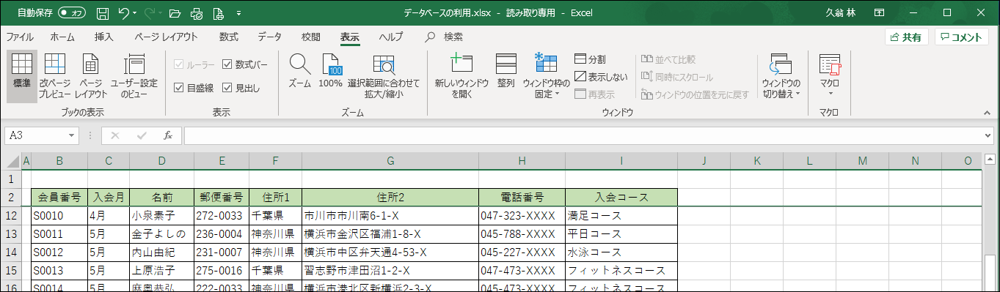 自動保存 オフ データベースの利用.xlsx - 読み取り専用 - Excel 久翁 林
ファイル ホーム 挿入 ページ レイアウト 数式 データ 校閲 表示 ヘルプ 検索 共有 コメント
標準
改ページ
プレビュー
ページ
レイアウト
ユーザー設定
のビュー
ブックの表示
ルーラー 数式バー
目盛線 見出し
表示
ズーム
100
100%
選択範囲に合わせて
拡大/縮小
ズーム
新しいウィンドウ
を開く
整列
ウィンドウ枠の
固定
分割
表示しない
再表示
並べて比較
同時にスクロール
ウィンドウの位置を元に戻す
ウィンドウの
切り替え
ウィンドウ
マクロ
マクロ
A3 fx
A B C D E F G H I J K L M N O
1
2 会員番号 入会月 名前 郵便番号 住所1 住所2 電話番号 入会コース
12 S0010 4月 小泉素子 272-0033 千葉県 市川市市川南6-1-X 047-323-XXXX 満足コース
13 S0011 5月 金子よしの 236-0004 神奈川県 横浜市金沢区福浦1-8-X 045-788-XXXX 平日コース
14 S0012 5月 内山由紀 231-0007 神奈川県 横浜市中区弁天通4-53-X 045-227-XXXX 水泳コース
15 S0013 5月 上原浩子 275-0016 千葉県 習志野市津田沼1-2-X 047-473-XXXX フィットネスコース
16 S0014 5月 麻奥恭弘 222-0033 神奈川県 横浜市港北区新横浜2-3-X 045-473-XXXX フィットネスコース